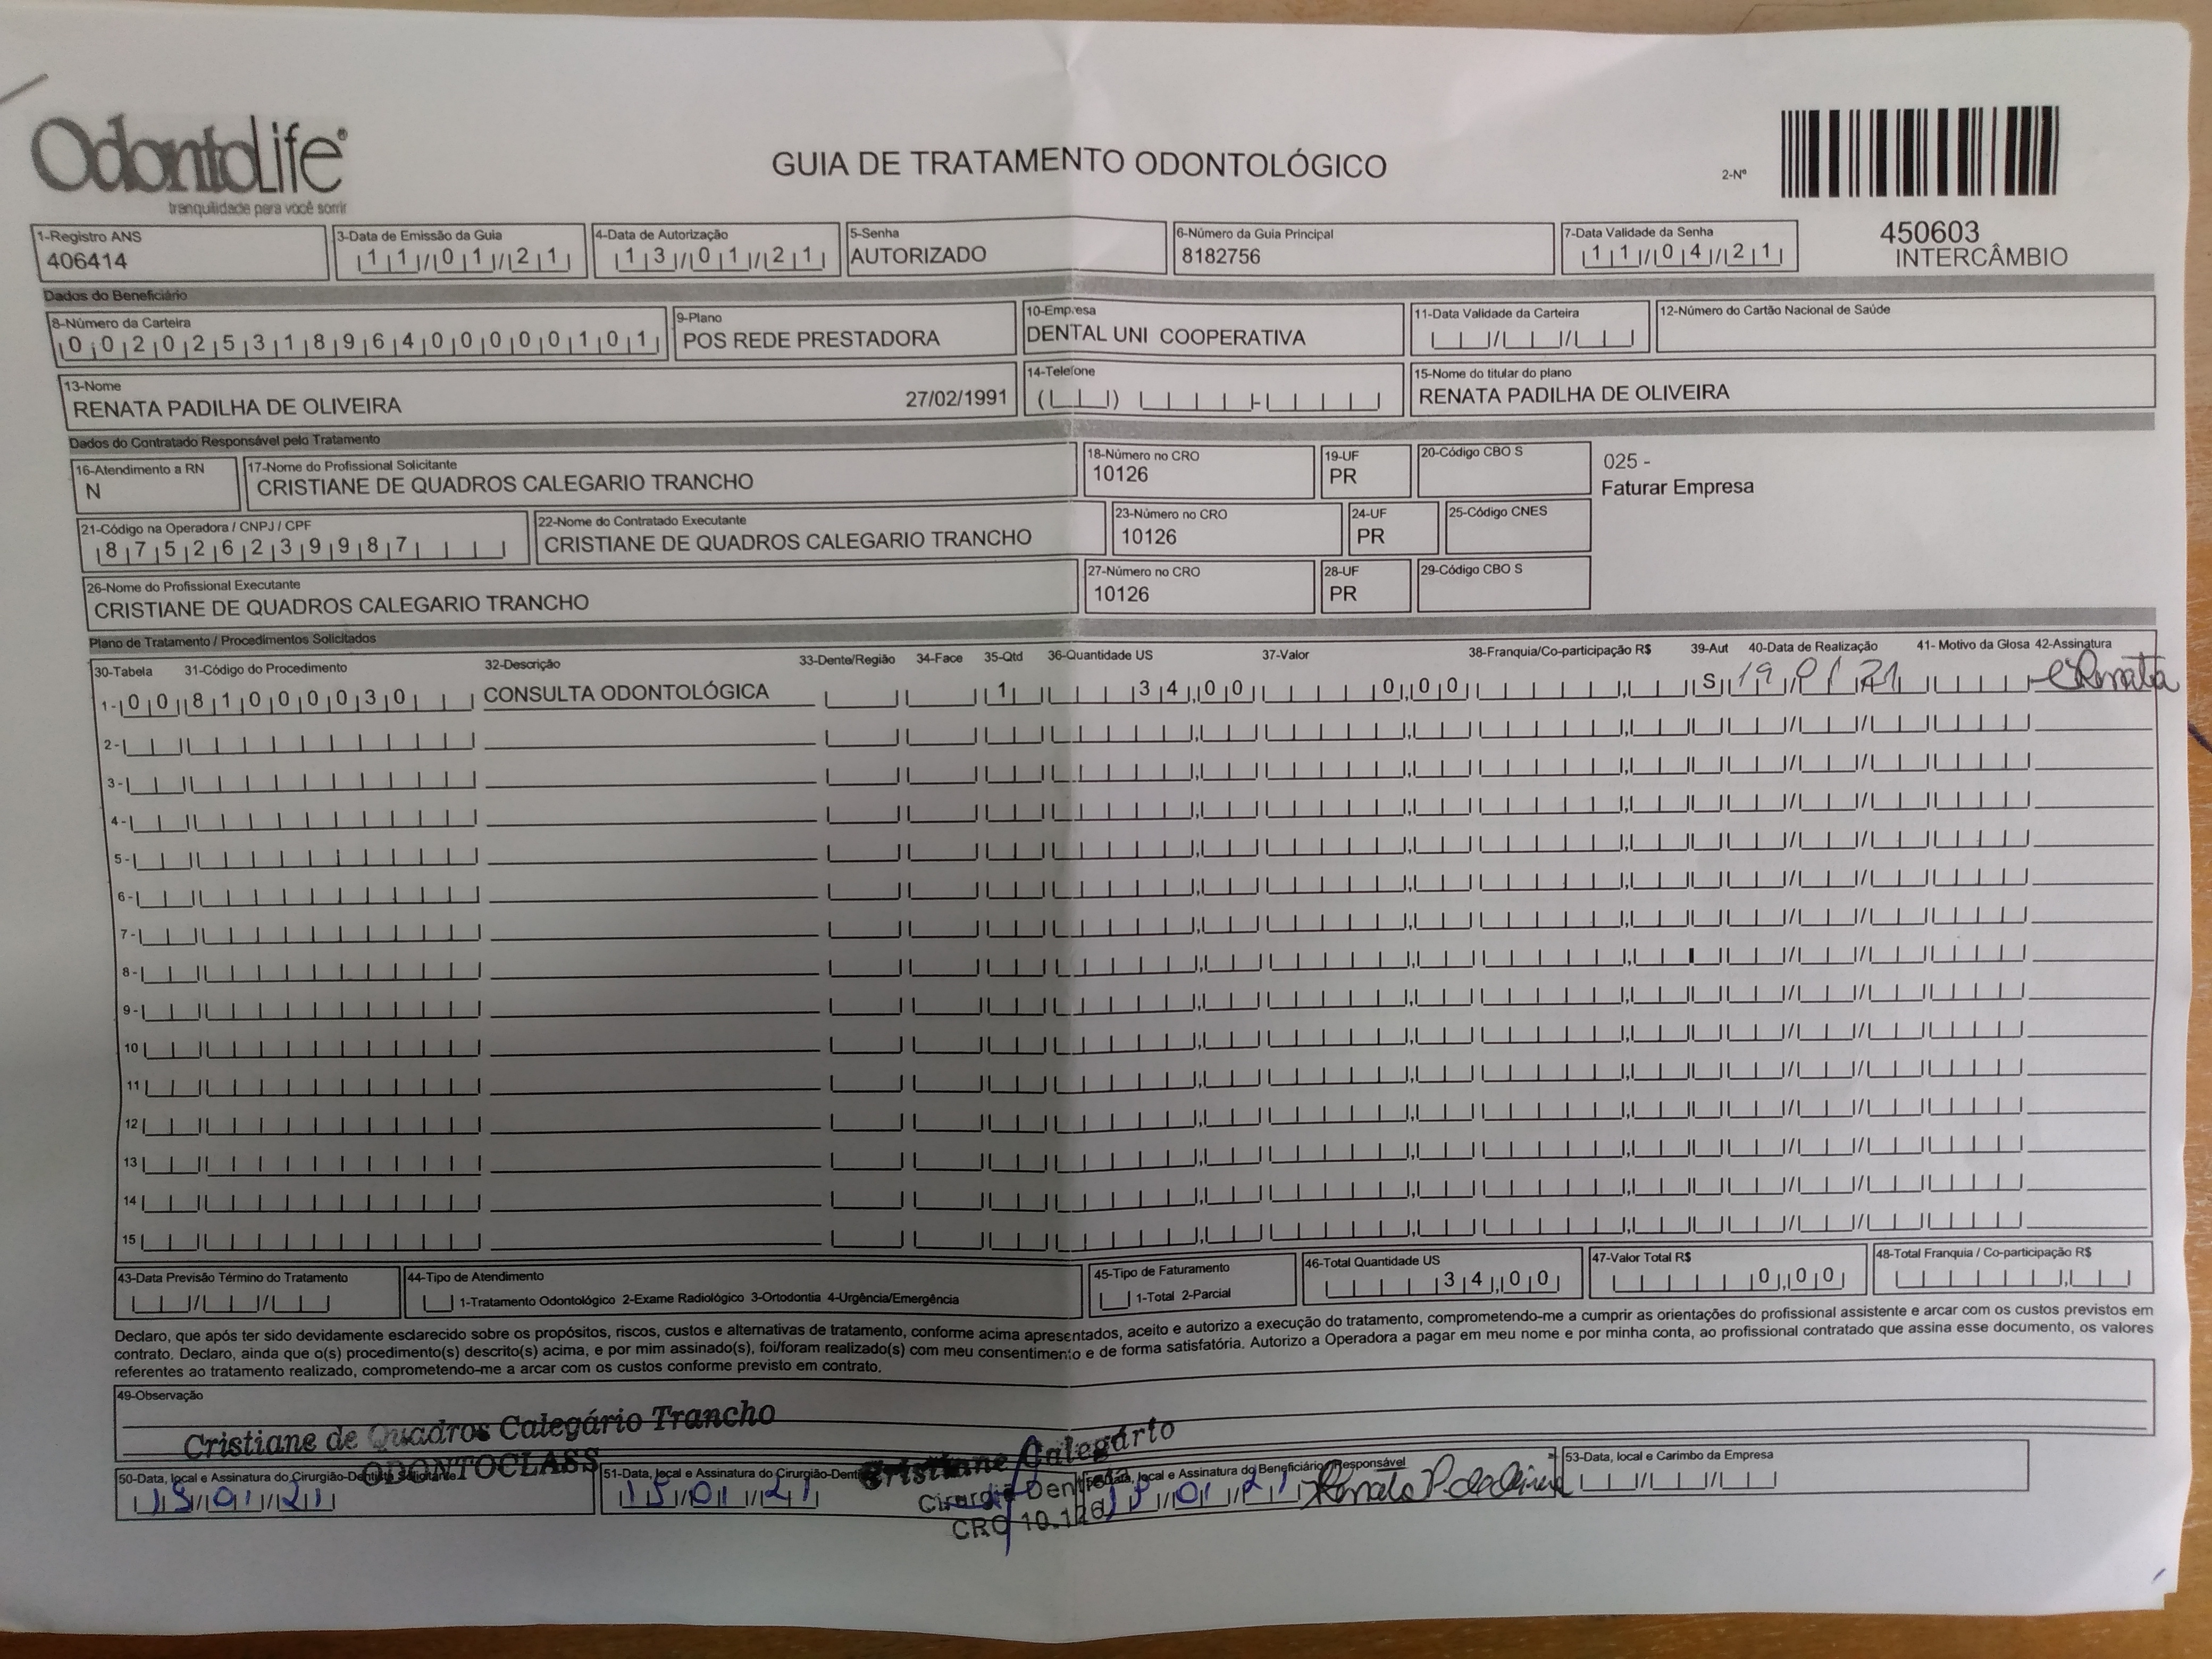 OdontoLife®
tranquilidade para você sorrir
GUIA DE TRATAMENTO ODONTOLÓGICO
2-Nº
450603
INTERCÂMBIO
1-Registro ANS
406414
3-Data de Emissão da Guia
11/01/21
4-Data de Autorização
13/01/21
5-Senha
AUTORIZADO
6-Número da Guia Principal
8182756
7-Data Validade da Senha
11/04/21
Dados do Beneficiário
8-Número da Carteira
00202531896400000101
9-Plano
POS REDE PRESTADORA
10-Empresa
DENTAL UNI COOPERATIVA
11-Data Validade da Carteira
12-Número do Cartão Nacional de Saúde
13-Nome
RENATA PADILHA DE OLIVEIRA 27/02/1991
14-Telefone
15-Nome do titular do plano
RENATA PADILHA DE OLIVEIRA
Dados do Contratado Responsável pelo Tratamento
16-Atendimento a RN
N
17-Nome do Profissional Solicitante
CRISTIANE DE QUADROS CALEGARIO TRANCHO
18-Número no CRO
10126
19-UF
PR
20-Código CBO S
025 -
Faturar Empresa
21-Código na Operadora / CNPJ / CPF
87526239987
22-Nome do Contratado Executante
CRISTIANE DE QUADROS CALEGARIO TRANCHO
23-Número no CRO
10126
24-UF
PR
25-Código CNES
26-Nome do Profissional Executante
CRISTIANE DE QUADROS CALEGARIO TRANCHO
27-Número no CRO
10126
28-UF
PR
29-Código CBO S
Plano de Tratamento / Procedimentos Solicitados
30-Tabela 31-Código do Procedimento 32-Descrição 33-Dente/Região 34-Face 35-Qtd 36-Quantidade US 37-Valor 38-Franquia/Co-participação R$ 39-Aut 40-Data de Realização 41- Motivo da Glosa 42-Assinatura
1- 00 81000030 CONSULTA ODONTOLÓGICA 1 34,00 0,00 S 19 01 21 Renata
2-
3-
4-
5-
6-
7-
8-
9-
10
11
12
13
14
15
43-Data Previsão Término do Tratamento
44-Tipo de Atendimento
1-Tratamento Odontológico 2-Exame Radiológico 3-Ortodontia 4-Urgência/Emergência
45-Tipo de Faturamento
1-Total 2-Parcial
46-Total Quantidade US
34,00
47-Valor Total R$
0,00
48-Total Franquia / Co-participação R$
Declaro, que após ter sido devidamente esclarecido sobre os propósitos, riscos, custos e alternativas de tratamento, conforme acima apresentados, aceito e autorizo a execução do tratamento, comprometendo-me a cumprir as orientações do profissional assistente e arcar com os custos previstos em
contrato. Declaro, ainda que o(s) procedimento(s) descrito(s) acima, e por mim assinado(s), foi/foram realizado(s) com meu consentimento e de forma satisfatória. Autorizo a Operadora a pagar em meu nome e por minha conta, ao profissional contratado que assina esse documento, os valores
referentes ao tratamento realizado, comprometendo-me a arcar com os custos conforme previsto em contrato.
49-Observação
Cristiane de Quadros Calegário Trancho
ODONTOCLASS
Cristiane Calegário
Cirurgiã Dentista
CRO 10.126
50-Data, local e Assinatura do Cirurgião-Dentista Solicitante
51-Data, local e Assinatura do Cirurgião-Dentista
15/01/21
Data, local e Assinatura do Beneficiário/Responsável
Renata P. de Oliveira
53-Data, local e Carimbo da Empresa